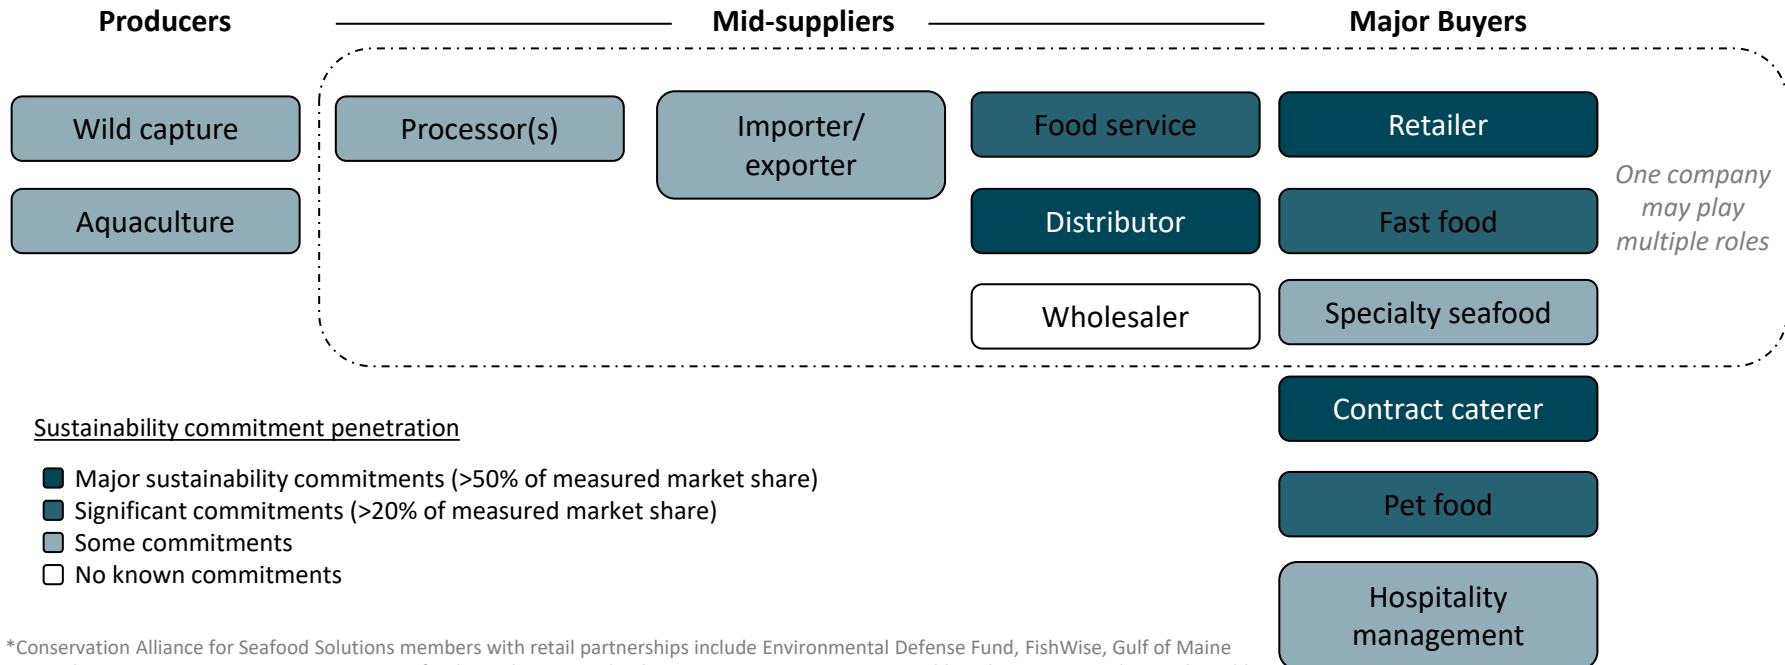 Producers
Mid-suppliers
Major Buyers
Wild capture
Processor(s)
Importer/
exporter
Food service
Retailer
Aquaculture
Distributor
Fast food
One company
may play
multiple roles
Wholesaler
Specialty seafood
Contract caterer
Pet food
Hospitality
management
Sustainability commitment penetration
Major sustainability commitments (>50% of measured market share)
Significant commitments (>20% of measured market share)
Some commitments
No known commitments
*Conservation Alliance for Seafood Solutions members with retail partnerships include Environmental Defense Fund, FishWise, Gulf of Maine